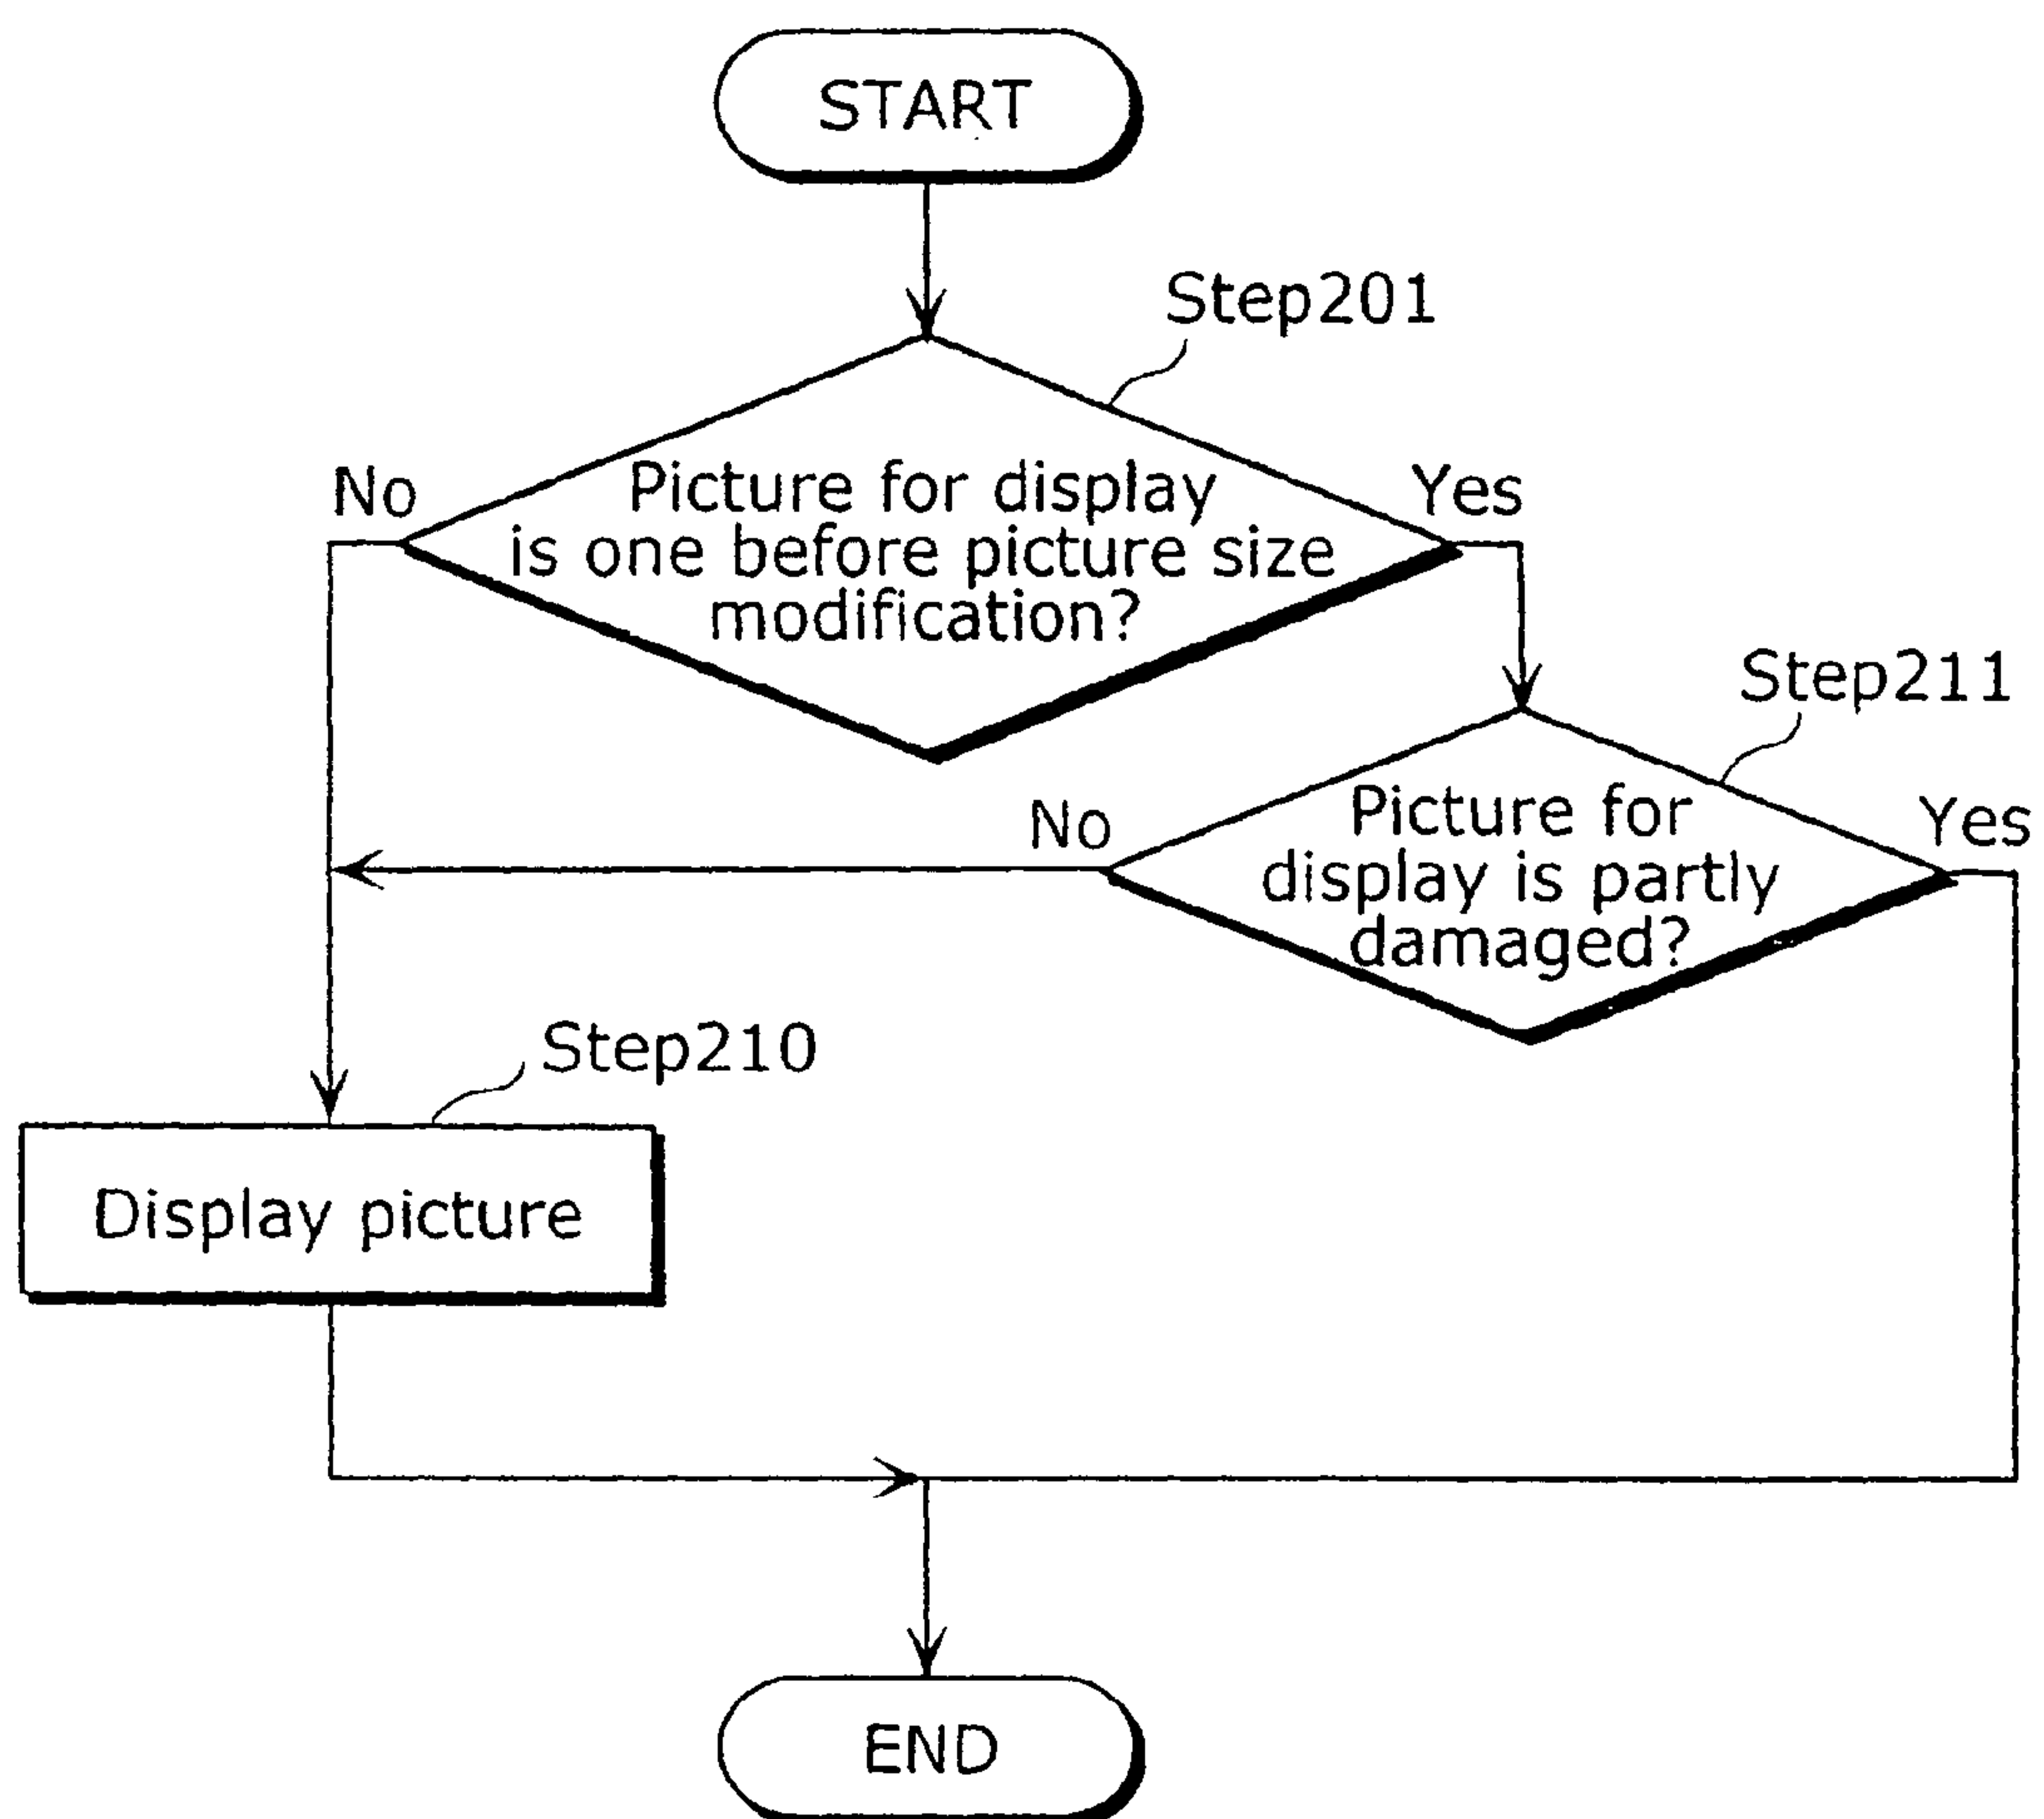 START
Step201
No
Yes
Picture for display
is one before picture size
modification?
Step211
No
Yes
Picture for
display is partly
damaged?
Step210
Display picture
END